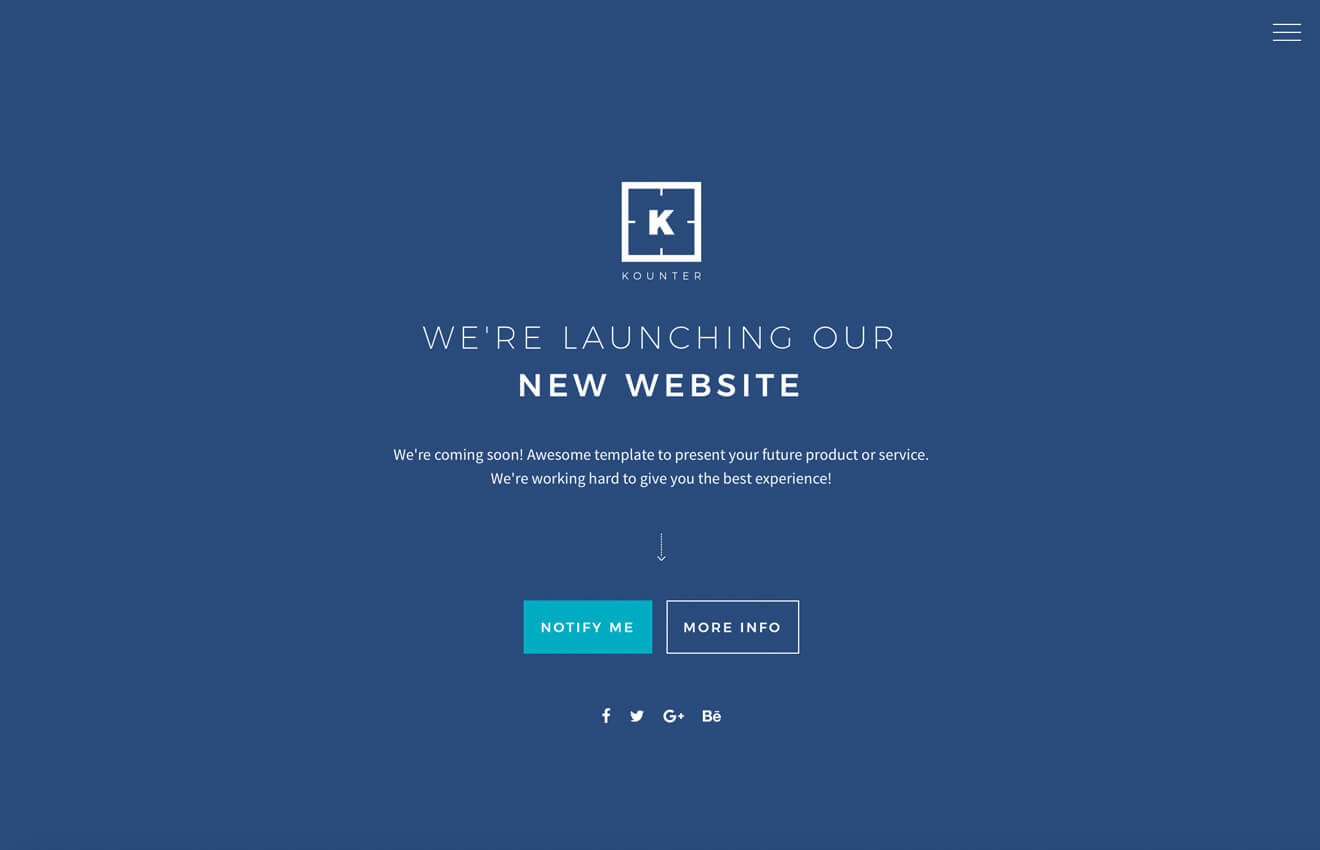 K
KOUNTER
WE'RE LAUNCHING OUR
NEW WEBSITE
We're coming soon! Awesome template to present your future product or service.
We're working hard to give you the best experience!
NOTIFY ME
MORE INFO
f G+ Bē